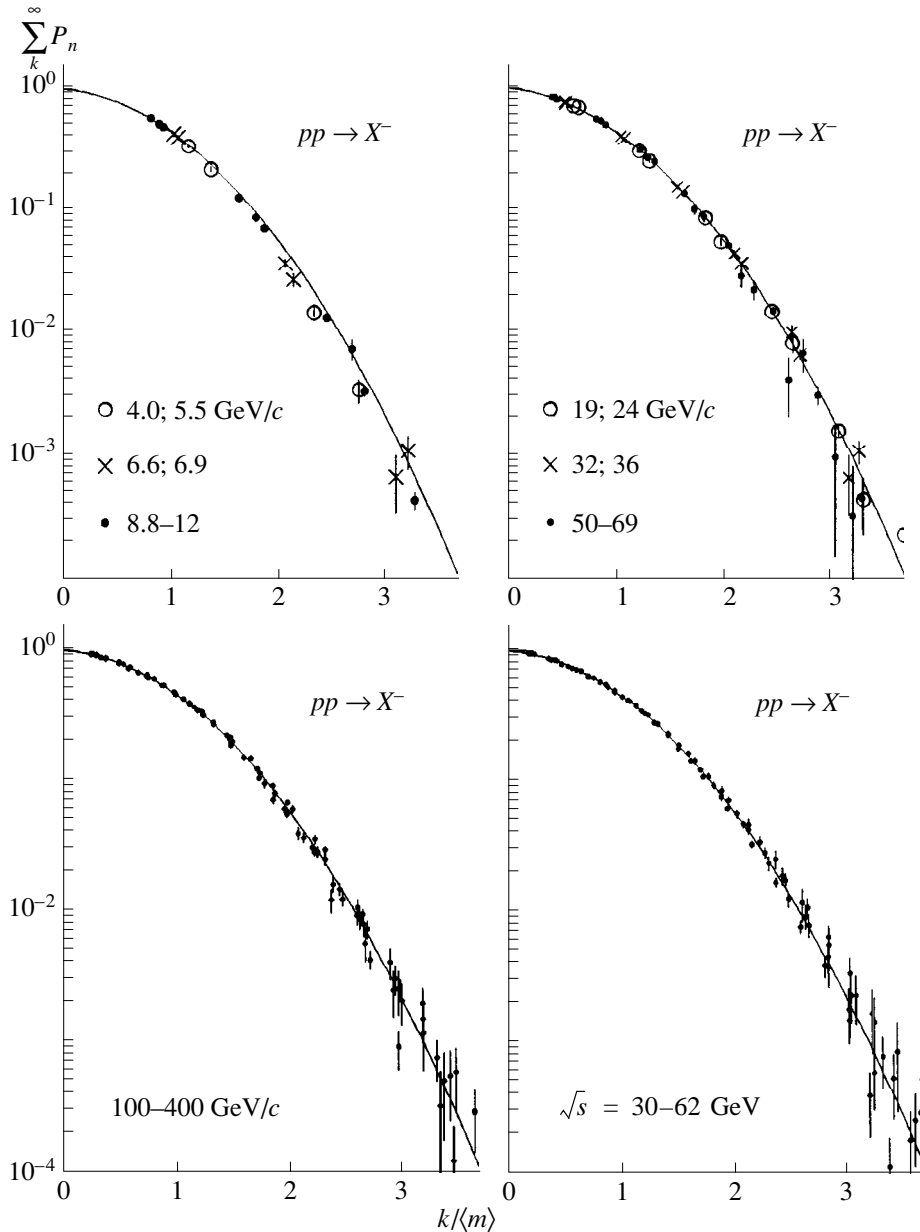 ∞
∑ P_n
k
10^0
10^{-1}
10^{-2}
10^{-3}
pp → X^-
4.0; 5.5 GeV/c
6.6; 6.9
8.8–12
0 1 2 3
pp → X^-
19; 24 GeV/c
32; 36
50–69
0 1 2 3
10^0
10^{-2}
10^{-4}
pp → X^-
100–400 GeV/c
0 1 2 3
pp → X^-
√s = 30–62 GeV
0 1 2 3
k/⟨m⟩